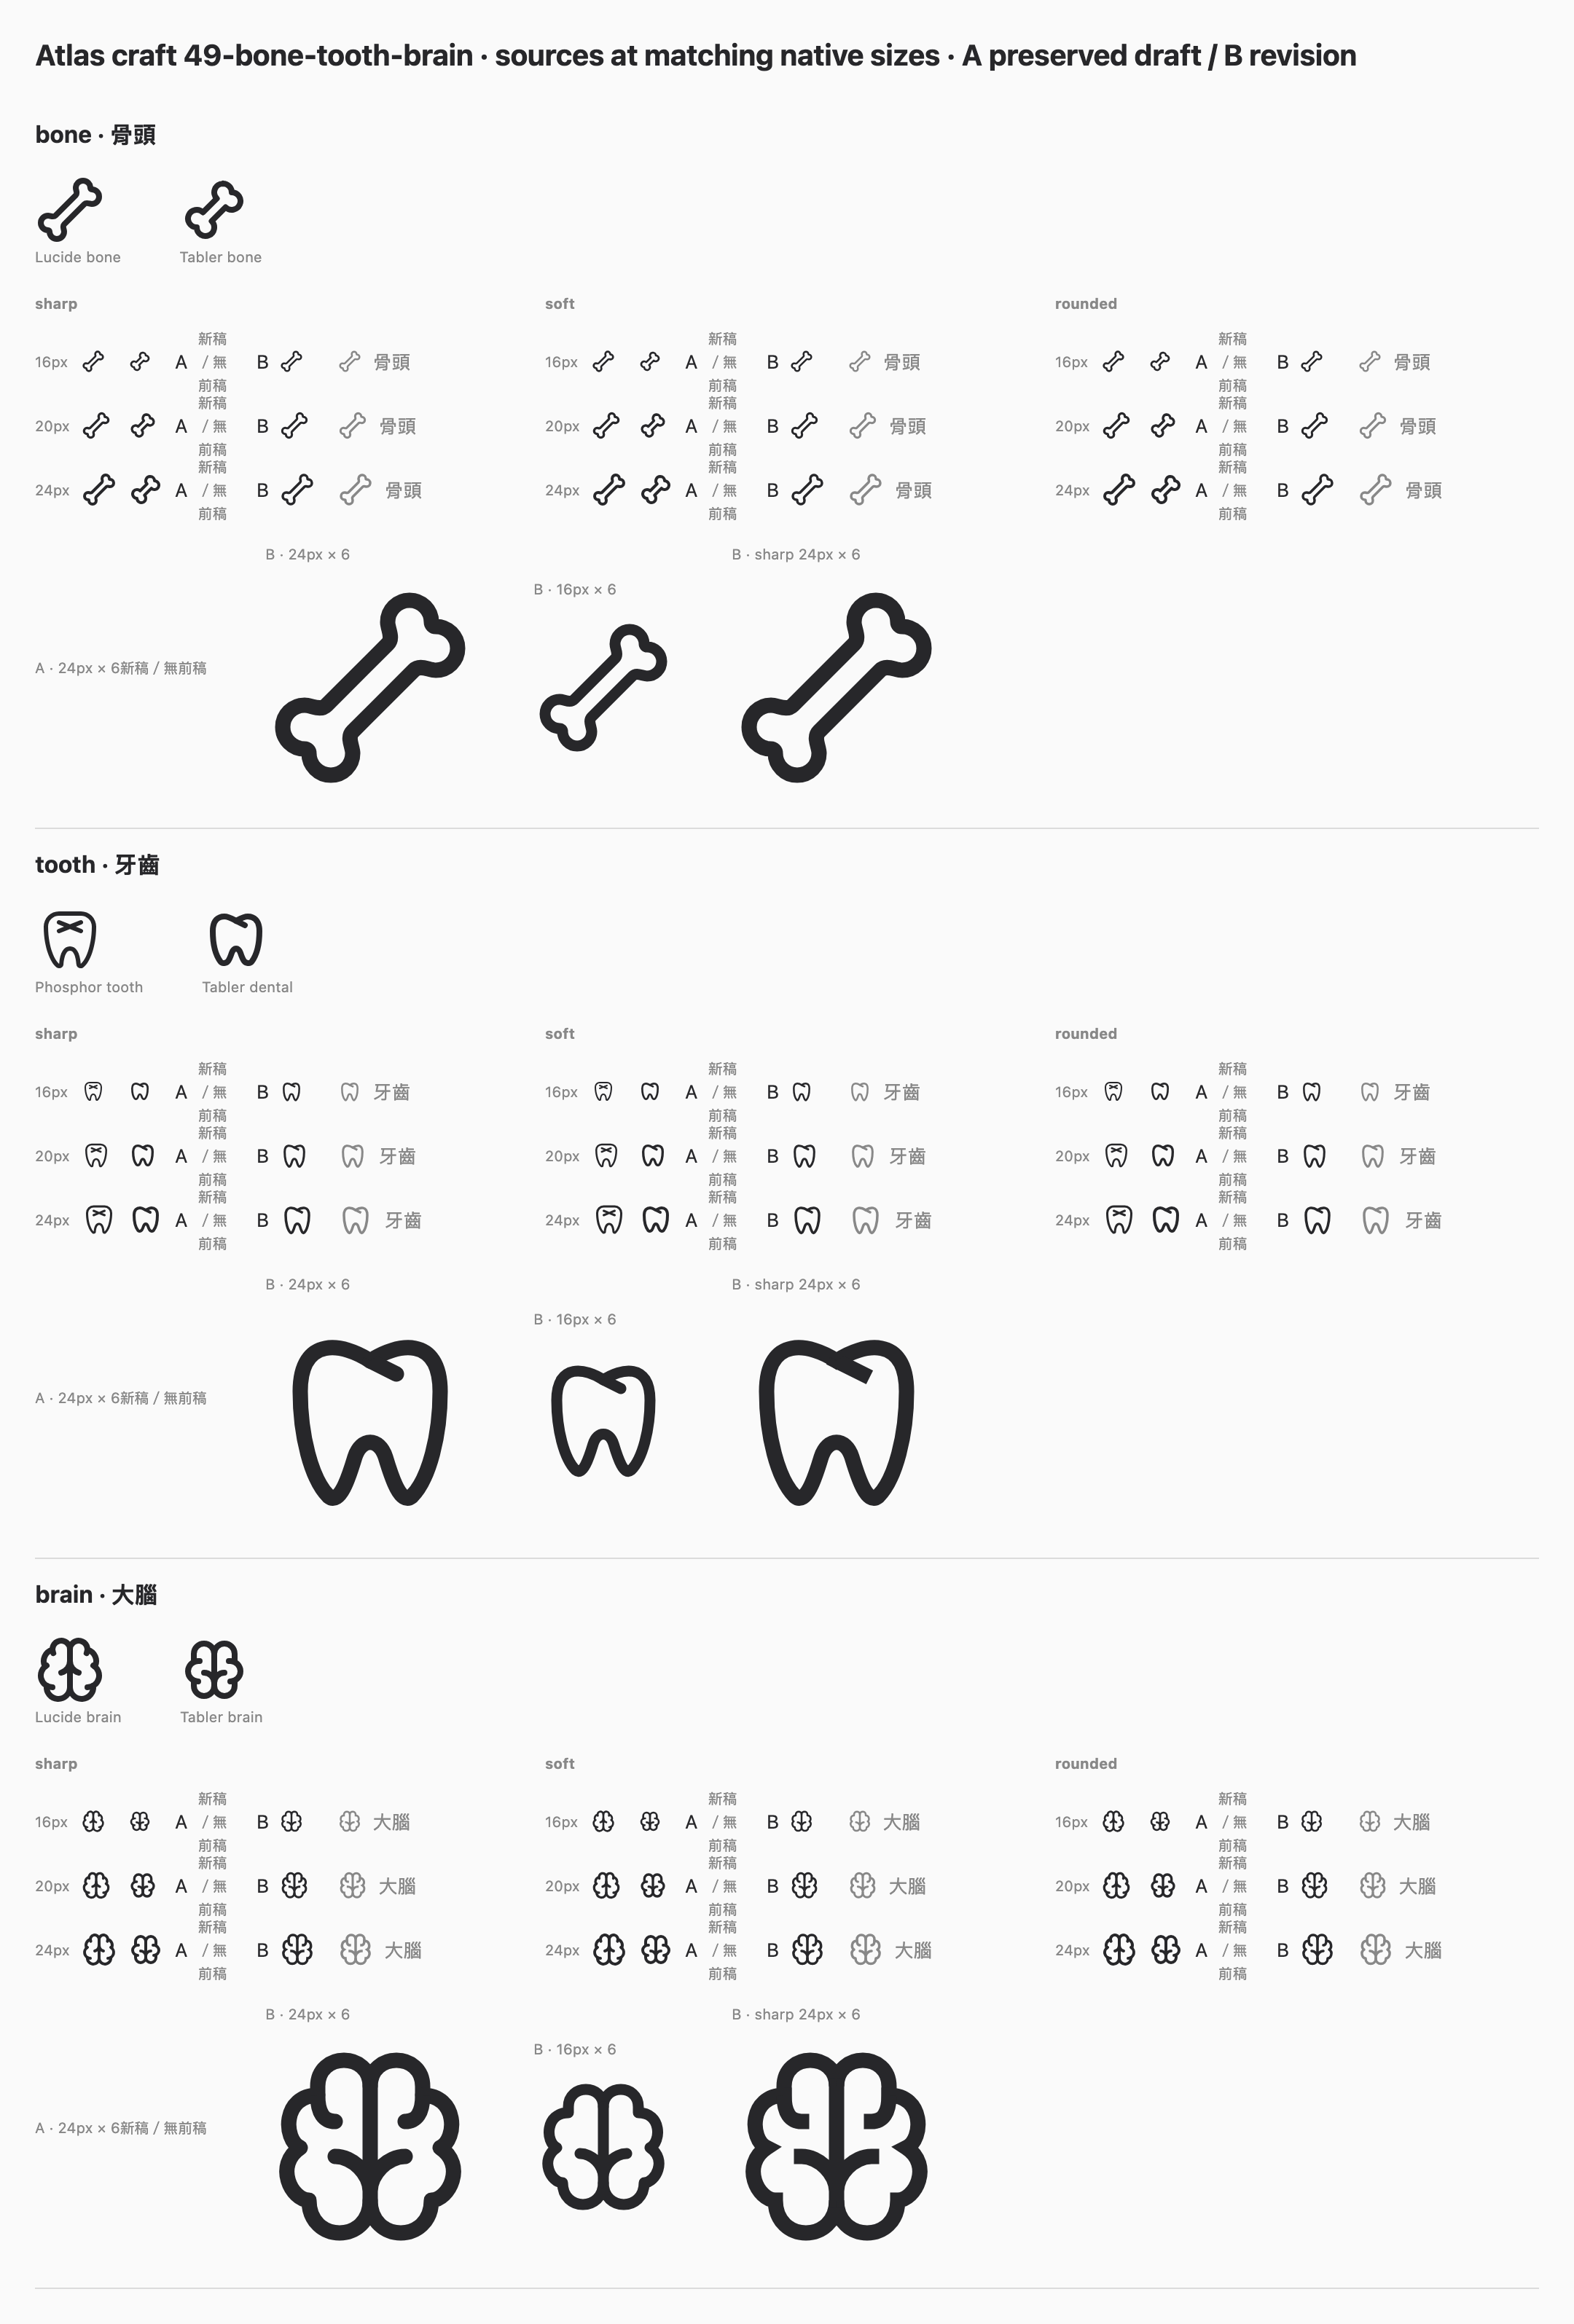 Atlas craft 49-bone-tooth-brain · sources at matching native sizes · A preserved draft / B revision
bone · 骨頭
Lucide bone
Tabler bone
sharp
16px A 新稿 / 無前稿 B 骨頭
20px A 新稿 / 無前稿 B 骨頭
24px A 新稿 / 無前稿 B 骨頭
soft
16px A 新稿 / 無前稿 B 骨頭
20px A 新稿 / 無前稿 B 骨頭
24px A 新稿 / 無前稿 B 骨頭
rounded
16px A 新稿 / 無前稿 B 骨頭
20px A 新稿 / 無前稿 B 骨頭
24px A 新稿 / 無前稿 B 骨頭
A · 24px × 6新稿 / 無前稿
B · 24px × 6
B · 16px × 6
B · sharp 24px × 6
tooth · 牙齒
Phosphor tooth
Tabler dental
sharp
16px A 新稿 / 無前稿 B 牙齒
20px A 新稿 / 無前稿 B 牙齒
24px A 新稿 / 無前稿 B 牙齒
soft
16px A 新稿 / 無前稿 B 牙齒
20px A 新稿 / 無前稿 B 牙齒
24px A 新稿 / 無前稿 B 牙齒
rounded
16px A 新稿 / 無前稿 B 牙齒
20px A 新稿 / 無前稿 B 牙齒
24px A 新稿 / 無前稿 B 牙齒
A · 24px × 6新稿 / 無前稿
B · 24px × 6
B · 16px × 6
B · sharp 24px × 6
brain · 大腦
Lucide brain
Tabler brain
sharp
16px A 新稿 / 無前稿 B 大腦
20px A 新稿 / 無前稿 B 大腦
24px A 新稿 / 無前稿 B 大腦
soft
16px A 新稿 / 無前稿 B 大腦
20px A 新稿 / 無前稿 B 大腦
24px A 新稿 / 無前稿 B 大腦
rounded
16px A 新稿 / 無前稿 B 大腦
20px A 新稿 / 無前稿 B 大腦
24px A 新稿 / 無前稿 B 大腦
A · 24px × 6新稿 / 無前稿
B · 24px × 6
B · 16px × 6
B · sharp 24px × 6